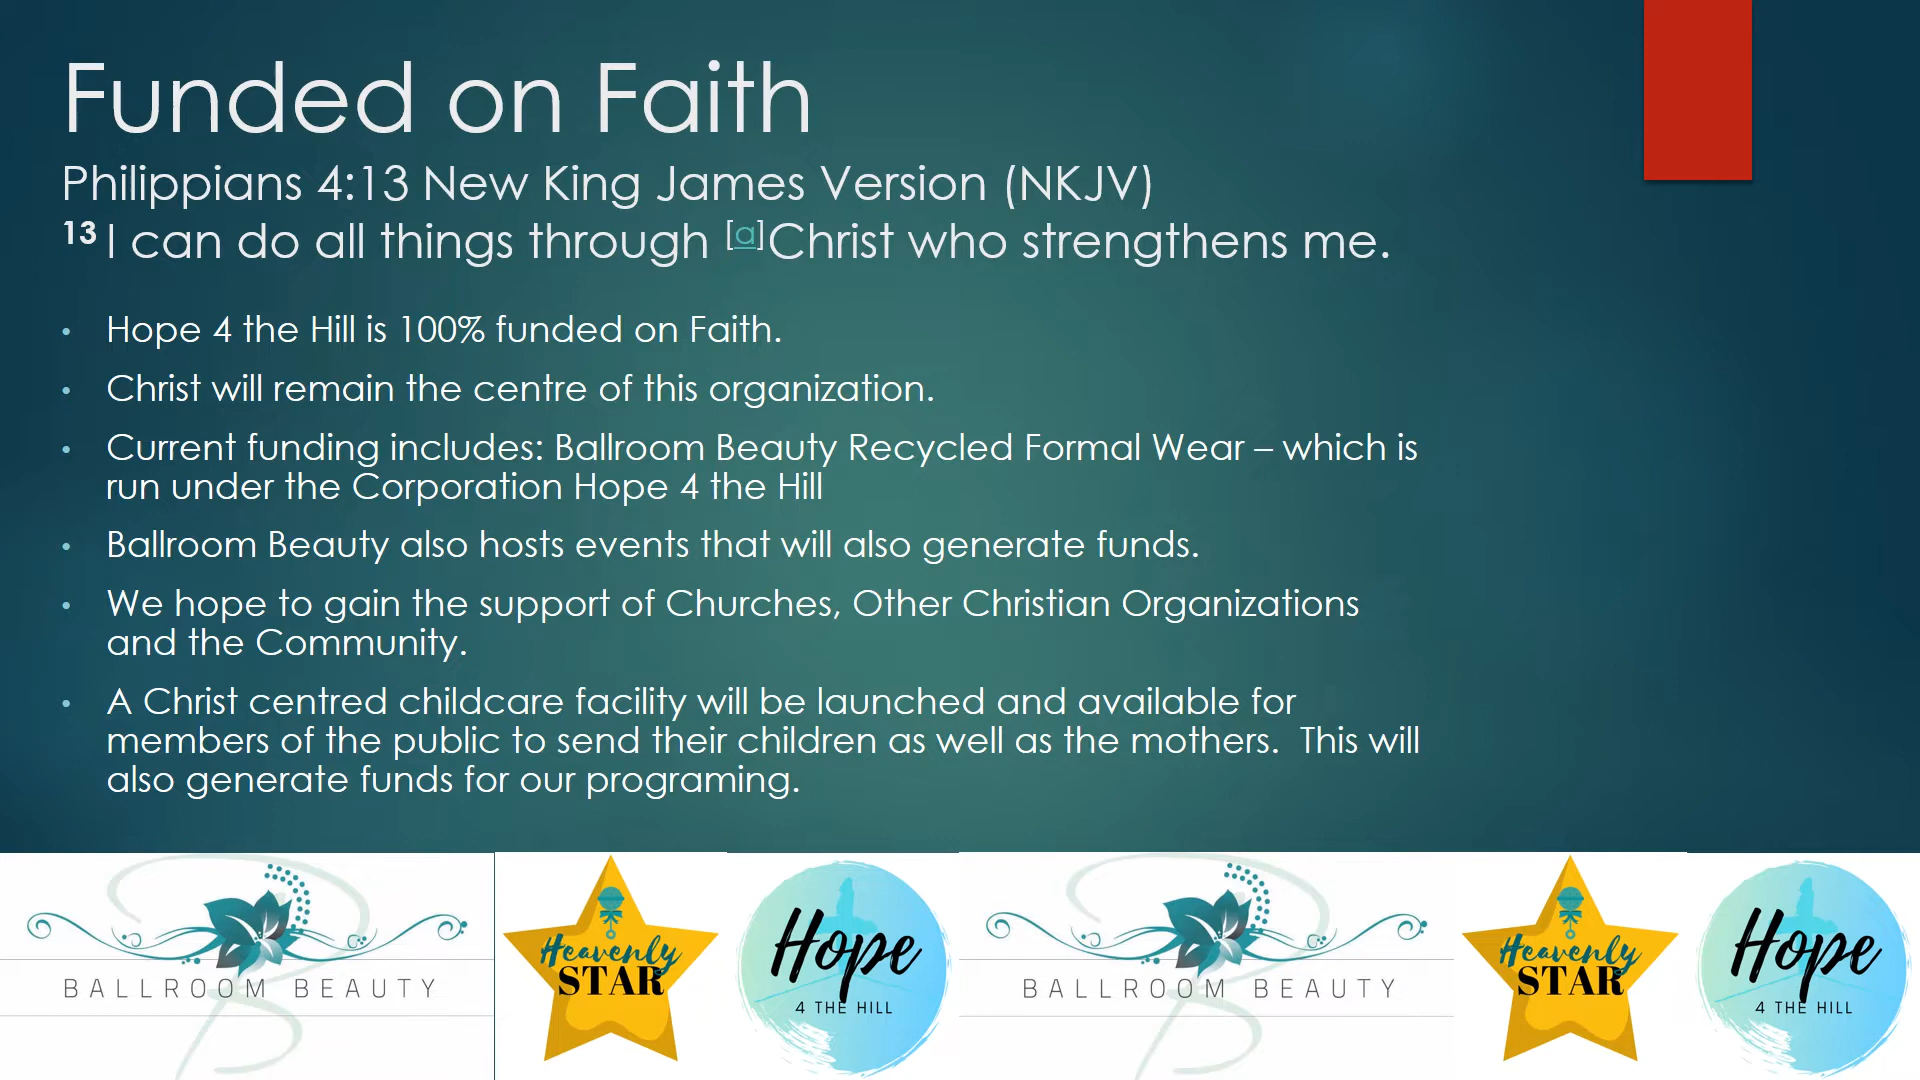 Funded on Faith
Philippians 4:13 New King James Version (NKJV)
13 I can do all things through [a]Christ who strengthens me.
• Hope 4 the Hill is 100% funded on Faith.
• Christ will remain the centre of this organization.
• Current funding includes: Ballroom Beauty Recycled Formal Wear – which is
run under the Corporation Hope 4 the Hill
• Ballroom Beauty also hosts events that will also generate funds.
• We hope to gain the support of Churches, Other Christian Organizations
and the Community.
• A Christ centred childcare facility will be launched and available for
members of the public to send their children as well as the mothers.  This will
also generate funds for our programing.
BALLROOM BEAUTY
Heavenly
STAR
Hope
4 THE HILL
BALLROOM BEAUTY
Heavenly
STAR
Hope
4 THE HILL